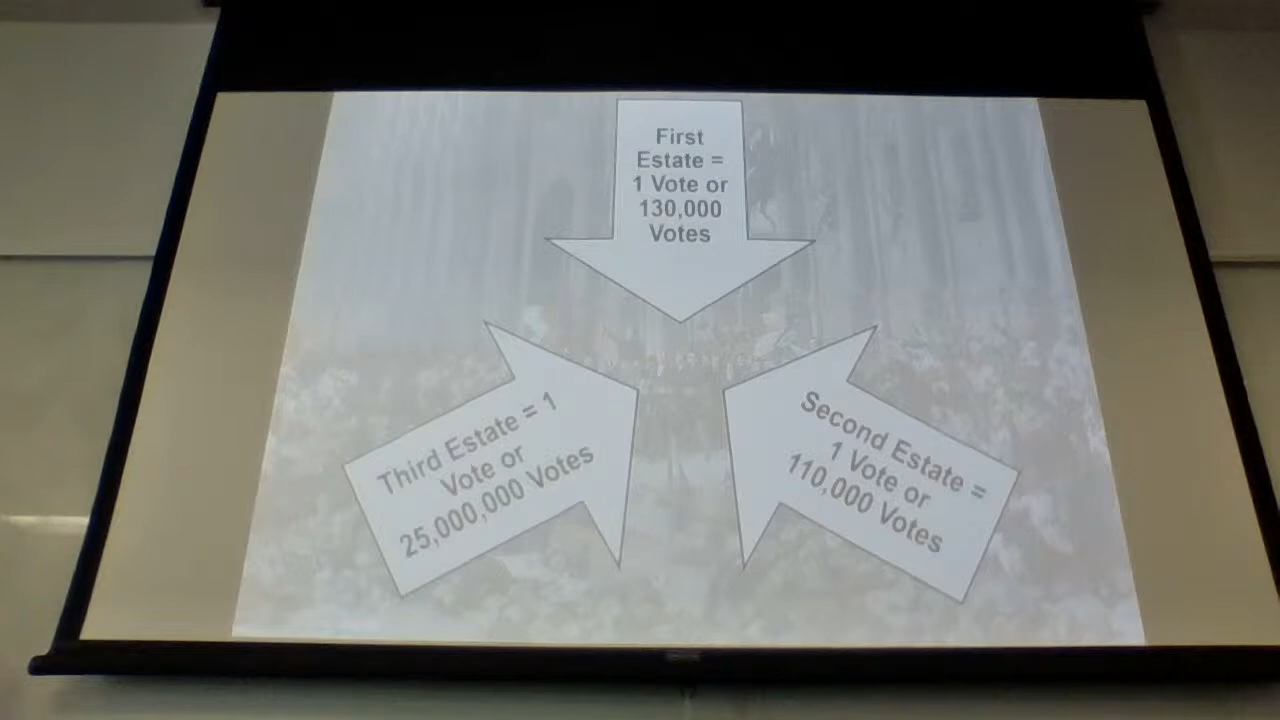 First
Estate =
1 Vote or
130,000
Votes
Third Estate = 1
Vote or
25,000,000 Votes
Second Estate =
1 Vote or
110,000 Votes